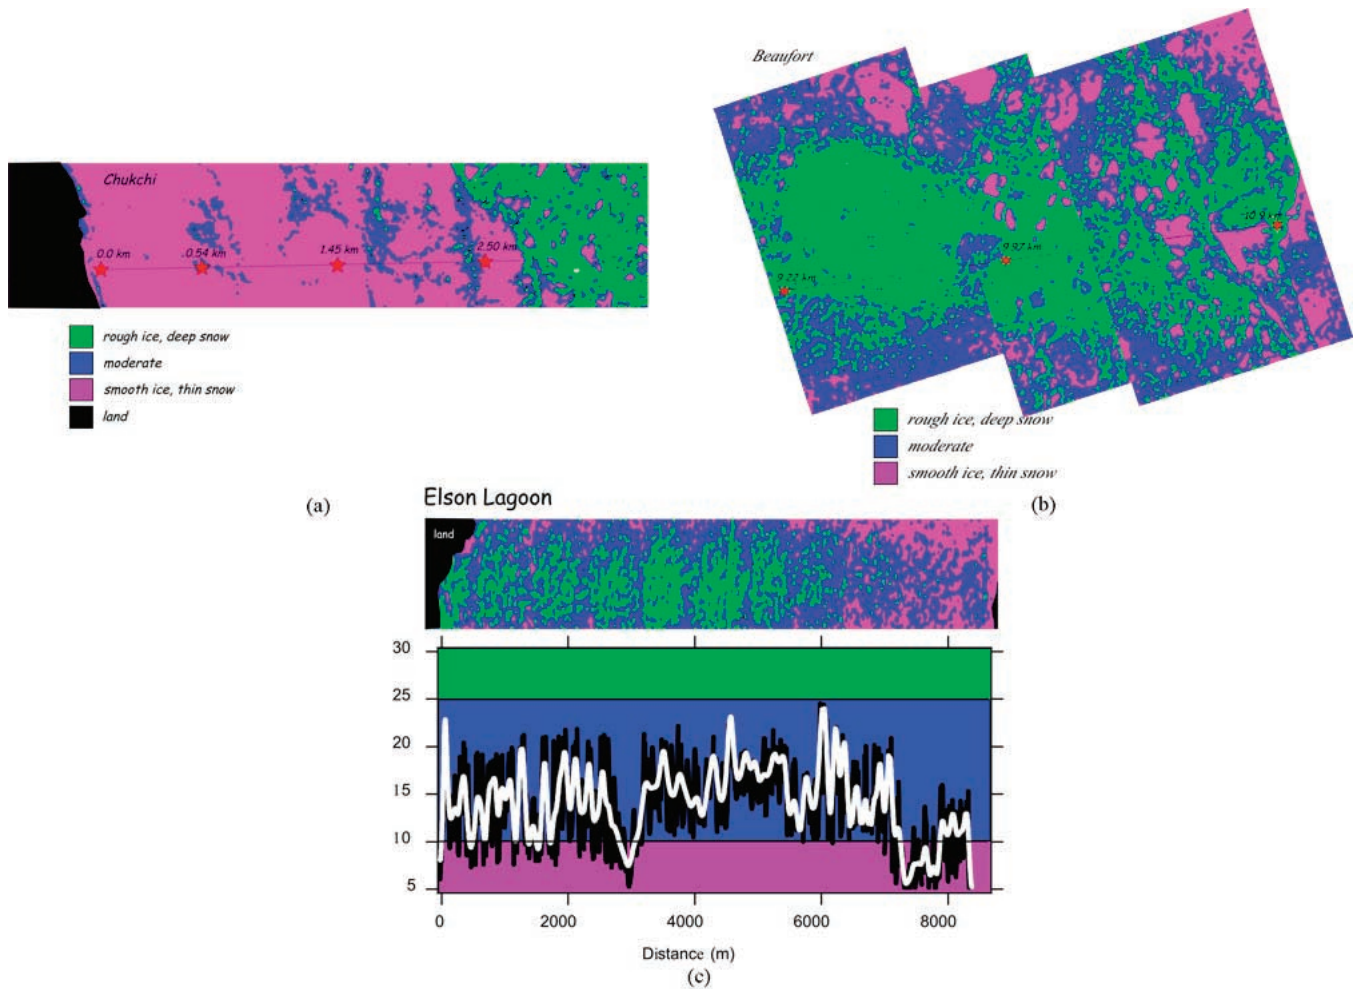 Chukchi
0.0 km
0.54 km
1.45 km
2.50 km
rough ice, deep snow
moderate
smooth ice, thin snow
land
(a)
Beaufort
9.22 km
9.97 km
10.9 km
rough ice, deep snow
moderate
smooth ice, thin snow
(b)
Elson Lagoon
land
30
25
20
15
10
5
0 2000 4000 6000 8000
Distance (m)
(c)